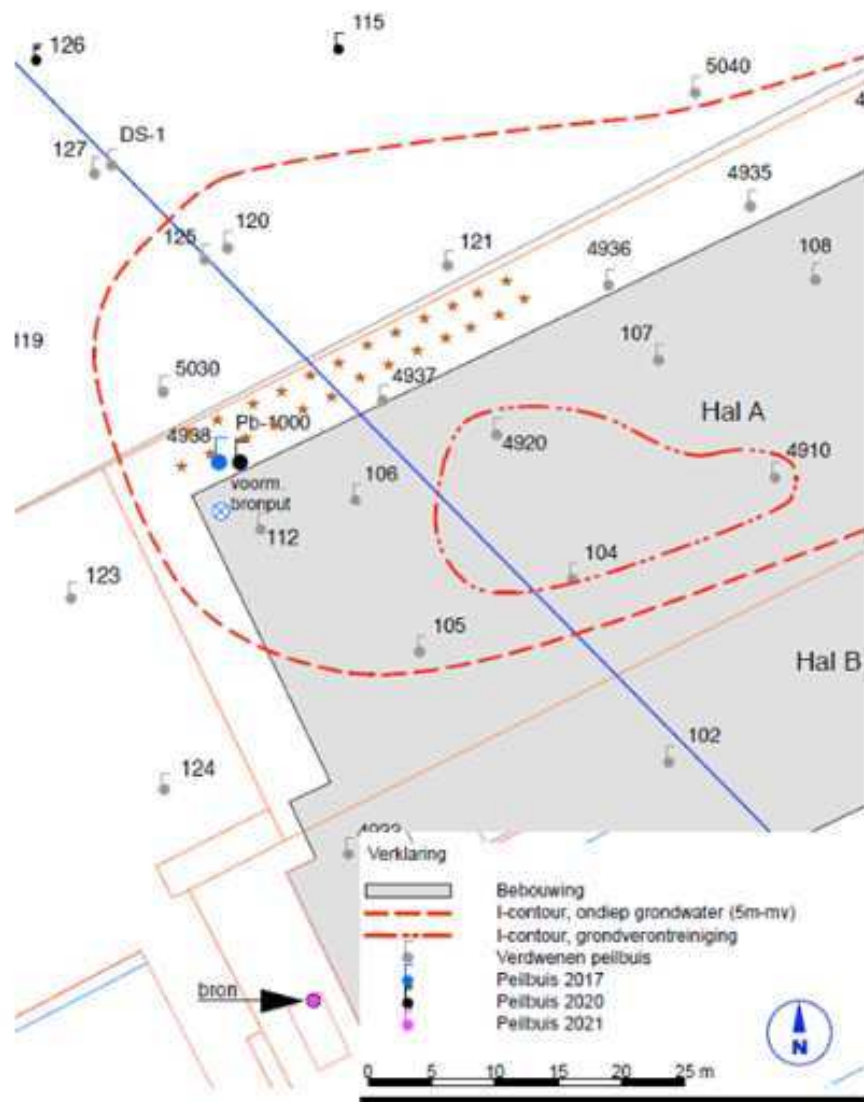 126
115
5040
127
DS-1
4935
125
120
121
4936
108
119
107
5030
4937
Hal A
4938
Pb-1000
4920
4910
voorm.
bronput
106
112
104
123
105
Hal B
102
124
Verklaring
Bebouwing
I-contour, ondiep grondwater (5m-mv)
I-contour, grondverontreiniging
Verdwenen peilbuis
Peilbuis 2017
Peilbuis 2020
Peilbuis 2021
bron
N
0 5 10 15 20 25 m